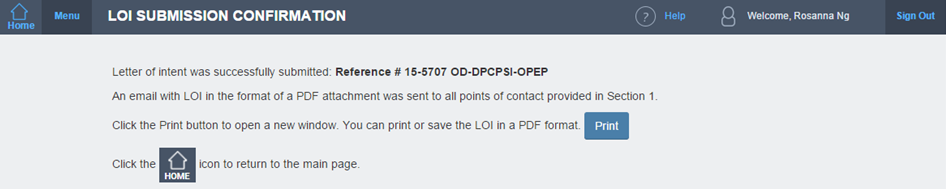 Home Menu LOI SUBMISSION CONFIRMATION ? Help Welcome, Rosanna Ng Sign Out
Letter of intent was successfully submitted: Reference # 15-5707 OD-DPCPSI-OPEP
An email with LOI in the format of a PDF attachment was sent to all points of contact provided in Section 1.
Click the Print button to open a new window. You can print or save the LOI in a PDF format. Print
Click the HOME icon to return to the main page.